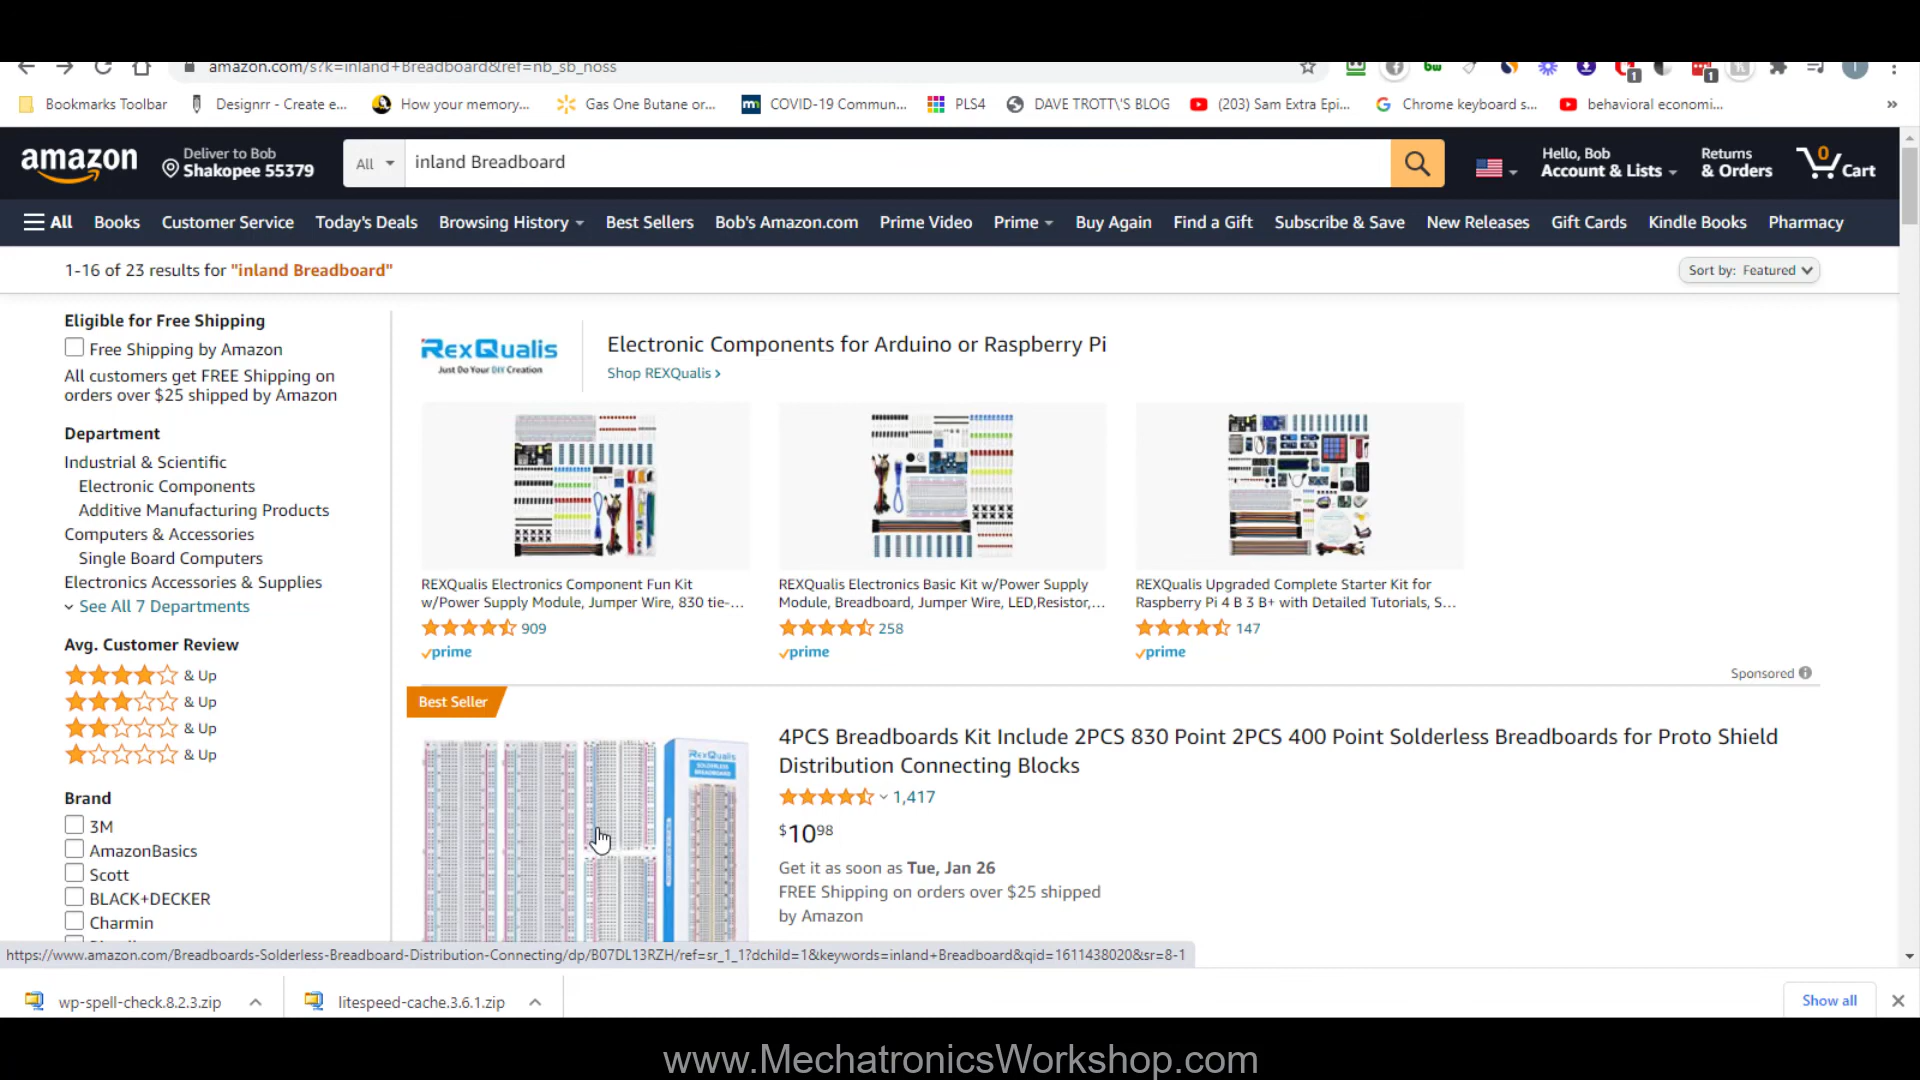 amazon.com/s?k=inland+Breadboard&ref=nb_sb_noss
Bookmarks Toolbar
Designrr - Create e...
How your memory...
Gas One Butane or...
COVID-19 Commun...
PLS4
DAVE TROTT\'S BLOG
(203) Sam Extra Epi...
Chrome keyboard s...
behavioral economi...
»
amazon
Deliver to Bob
Shakopee 55379
All
inland Breadboard
Hello, Bob
Account & Lists
Returns
& Orders
0
Cart
All
Books
Customer Service
Today's Deals
Browsing History
Best Sellers
Bob's Amazon.com
Prime Video
Prime
Buy Again
Find a Gift
Subscribe & Save
New Releases
Gift Cards
Kindle Books
Pharmacy
1-16 of 23 results for "inland Breadboard"
Sort by: Featured
Eligible for Free Shipping
Free Shipping by Amazon
All customers get FREE Shipping on
orders over $25 shipped by Amazon
Department
Industrial & Scientific
Electronic Components
Additive Manufacturing Products
Computers & Accessories
Single Board Computers
Electronics Accessories & Supplies
See All 7 Departments
Avg. Customer Review
& Up
& Up
& Up
& Up
Brand
3M
AmazonBasics
Scott
BLACK+DECKER
Charmin
REXQUALIS
Just Do Your DIY Creation
Electronic Components for Arduino or Raspberry Pi
Shop REXQualis ›
REXQualis Electronics Component Fun Kit
w/Power Supply Module, Jumper Wire, 830 tie-...
909
prime
REXQualis Electronics Basic Kit w/Power Supply
Module, Breadboard, Jumper Wire, LED,Resistor,...
258
prime
REXQualis Upgraded Complete Starter Kit for
Raspberry Pi 4 B 3 B+ with Detailed Tutorials, S...
147
prime
Sponsored
Best Seller
REXQUALIS
SOLDERLESS
BREADBOARD
4PCS Breadboards Kit Include 2PCS 830 Point 2PCS 400 Point Solderless Breadboards for Proto Shield
Distribution Connecting Blocks
1,417
$1098
Get it as soon as Tue, Jan 26
FREE Shipping on orders over $25 shipped
by Amazon
https://www.amazon.com/Breadboards-Solderless-Breadboard-Distribution-Connecting/dp/B07DL13RZH/ref=sr_1_1?dchild=1&keywords=inland+Breadboard&qid=1611438020&sr=8-1
wp-spell-check.8.2.3.zip
litespeed-cache.3.6.1.zip
Show all
www.MechatronicsWorkshop.com